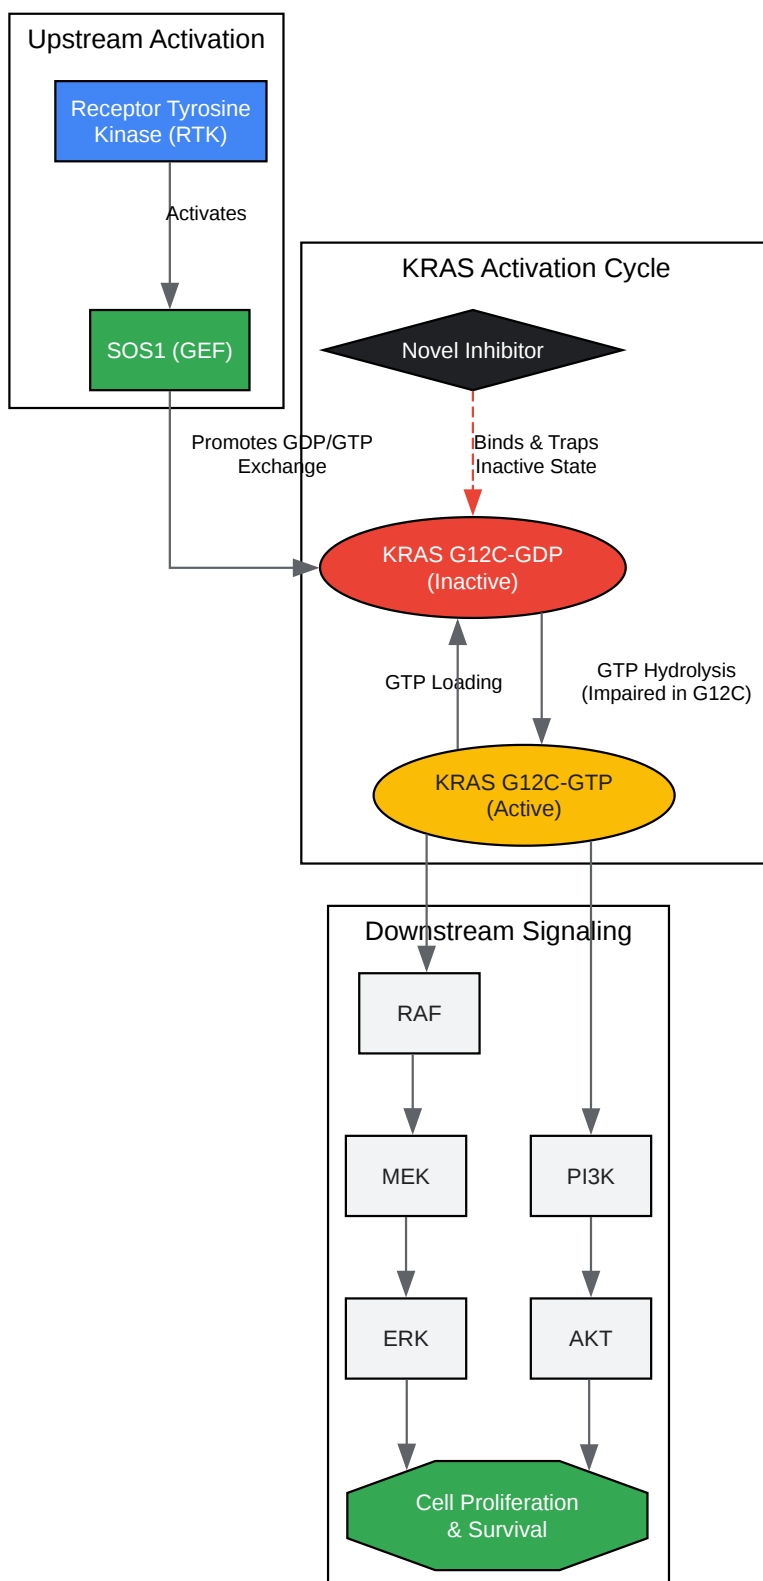 Upstream Activation
Receptor Tyrosine
Kinase (RTK)
Activates
SOS1 (GEF)
KRAS Activation Cycle
Novel Inhibitor
Promotes GDP/GTP
Exchange
Binds & Traps
Inactive State
KRAS G12C-GDP
(Inactive)
GTP Loading
GTP Hydrolysis
(Impaired in G12C)
KRAS G12C-GTP
(Active)
Downstream Signaling
RAF
MEK
PI3K
ERK
AKT
Cell Proliferation
& Survival